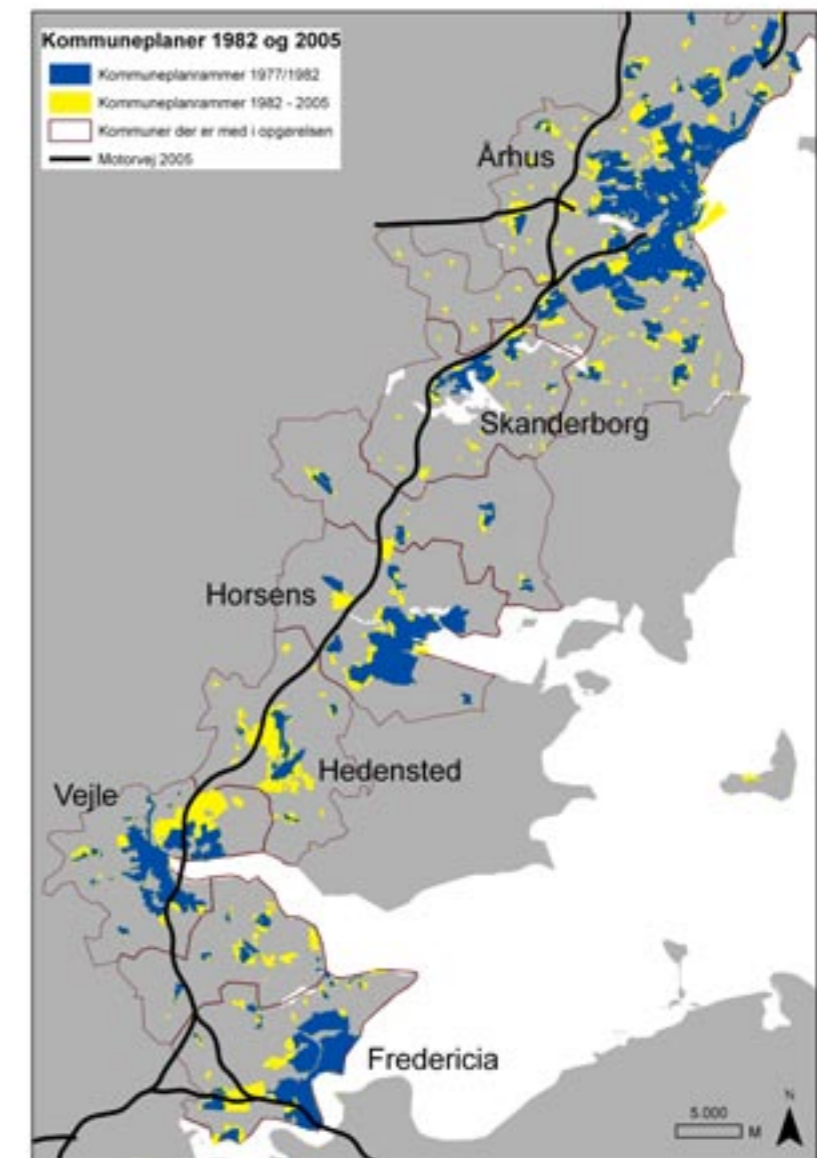 Kommuneplaner 1982 og 2005
Kommuneplanrammer 1977/1982
Kommuneplanrammer 1982 - 2005
Kommuner der er med i opgørelsen
Motorvej 2005
Århus
Skanderborg
Horsens
Hedensted
Vejle
Fredericia
N
5.000
M